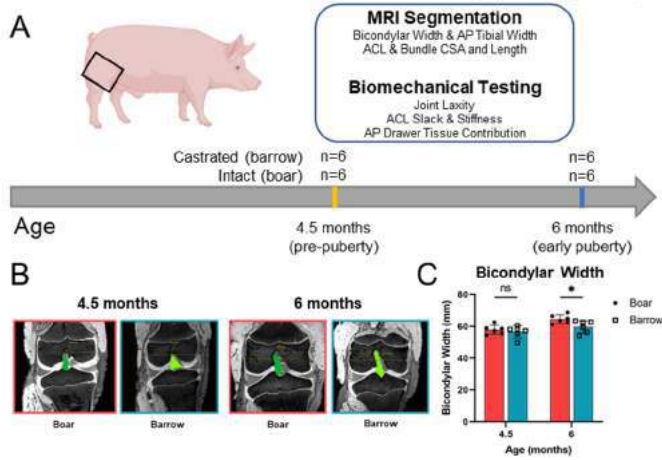 A
MRI Segmentation
Bicondylar Width & AP Tibial Width
ACL & Bundle CSA and Length
Biomechanical Testing
Joint Laxity
ACL Slack & Stiffness
AP Drawer Tissue Contribution
Castrated (barrow) n=6 n=6
Intact (boar) n=6 n=6
Age
4.5 months
(pre-puberty)
6 months
(early puberty)
B
4.5 months
6 months
Boar
Barrow
Boar
Barrow
C
Bicondylar Width
ns
*
Boar
Barrow
Bicondylar Width (mm)
80
60
40
20
0
4.5
6
Age (months)